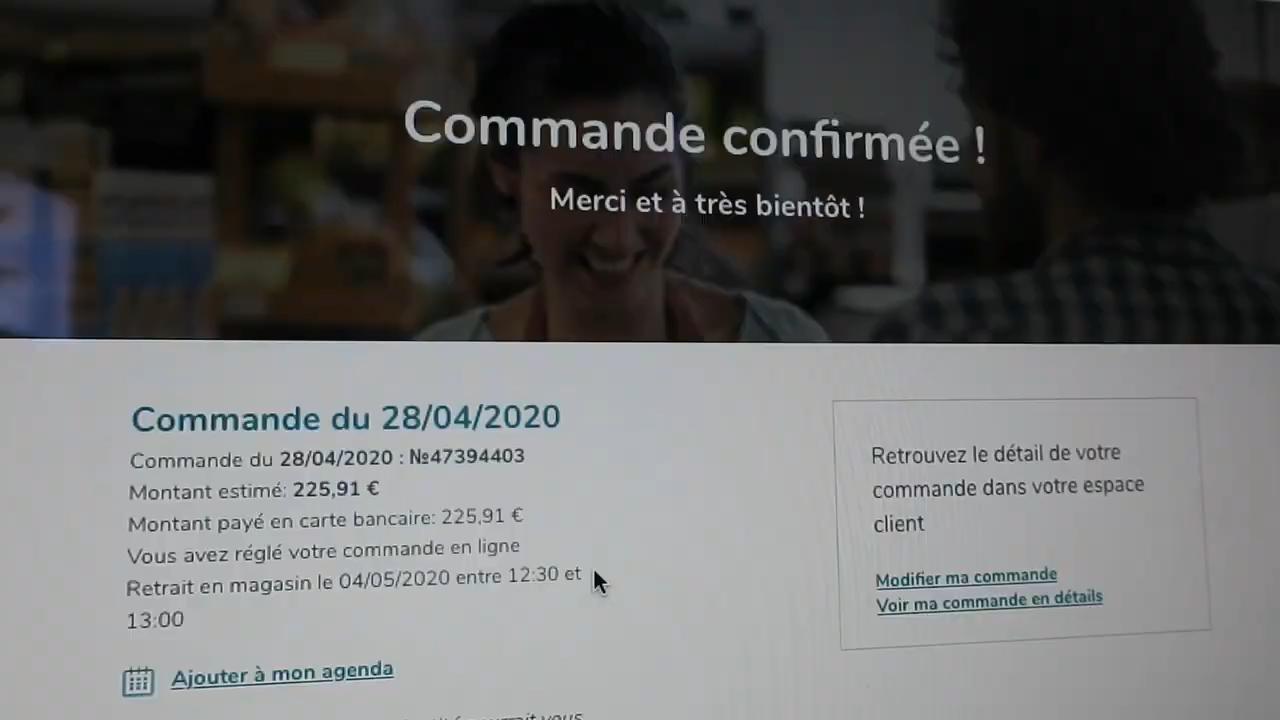 Commande confirmée !
Merci et à très bientôt !
Commande du 28/04/2020
Commande du 28/04/2020 : №47394403
Montant estimé: 225,91 €
Montant payé en carte bancaire: 225,91 €
Vous avez réglé votre commande en ligne
Retrait en magasin le 04/05/2020 entre 12:30 et
13:00
Ajouter à mon agenda
Retrouvez le détail de votre
commande dans votre espace
client
Modifier ma commande
Voir ma commande en détails